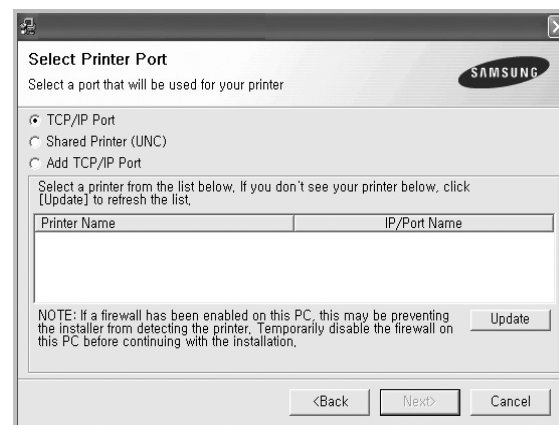 Select Printer Port
Select a port that will be used for your printer
SAMSUNG
TCP/IP Port
Shared Printer (UNC)
Add TCP/IP Port
Select a printer from the list below, If you don't see your printer below, click
[Update] to refresh the list,
Printer Name IP/Port Name
NOTE: If a firewall has been enabled on this PC, this may be preventing
the installer from detecting the printer, Temporarily disable the firewall on
this PC before continuing with the installation,
Update
<Back Next> Cancel